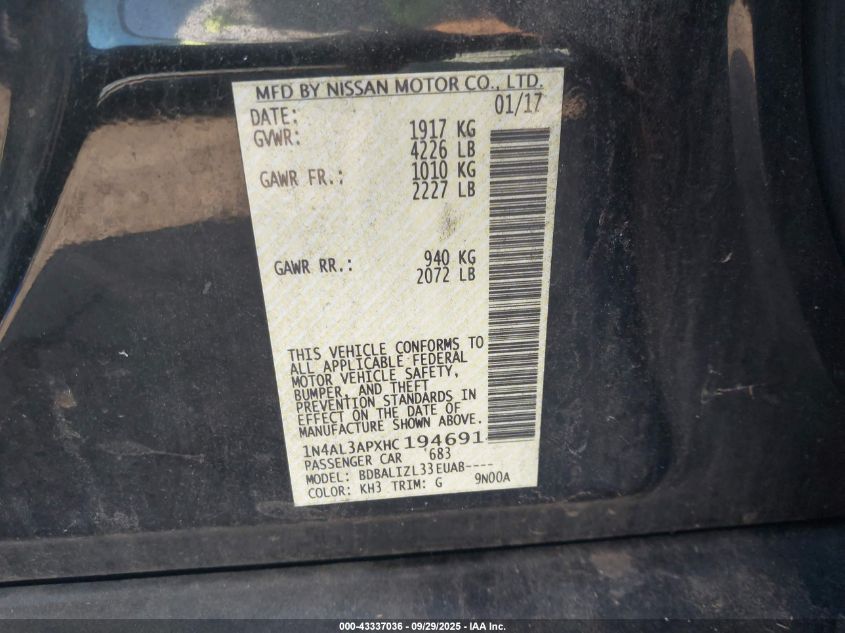 MFD BY NISSAN MOTOR CO., LTD.
DATE: 01/17
GVWR: 1917 KG
4226 LB
GAWR FR.: 1010 KG
2227 LB
GAWR RR.: 940 KG
2072 LB
THIS VEHICLE CONFORMS TO
ALL APPLICABLE FEDERAL
MOTOR VEHICLE SAFETY,
BUMPER, AND THEFT
PREVENTION STANDARDS IN
EFFECT ON THE DATE OF
MANUFACTURE SHOWN ABOVE.
1N4AL3APXHC194691
PASSENGER CAR '683
MODEL: BDBALIZL33EUAB----
COLOR: KH3 TRIM: G 9N00A
000-43337036 - 09/29/2025 - IAA Inc.